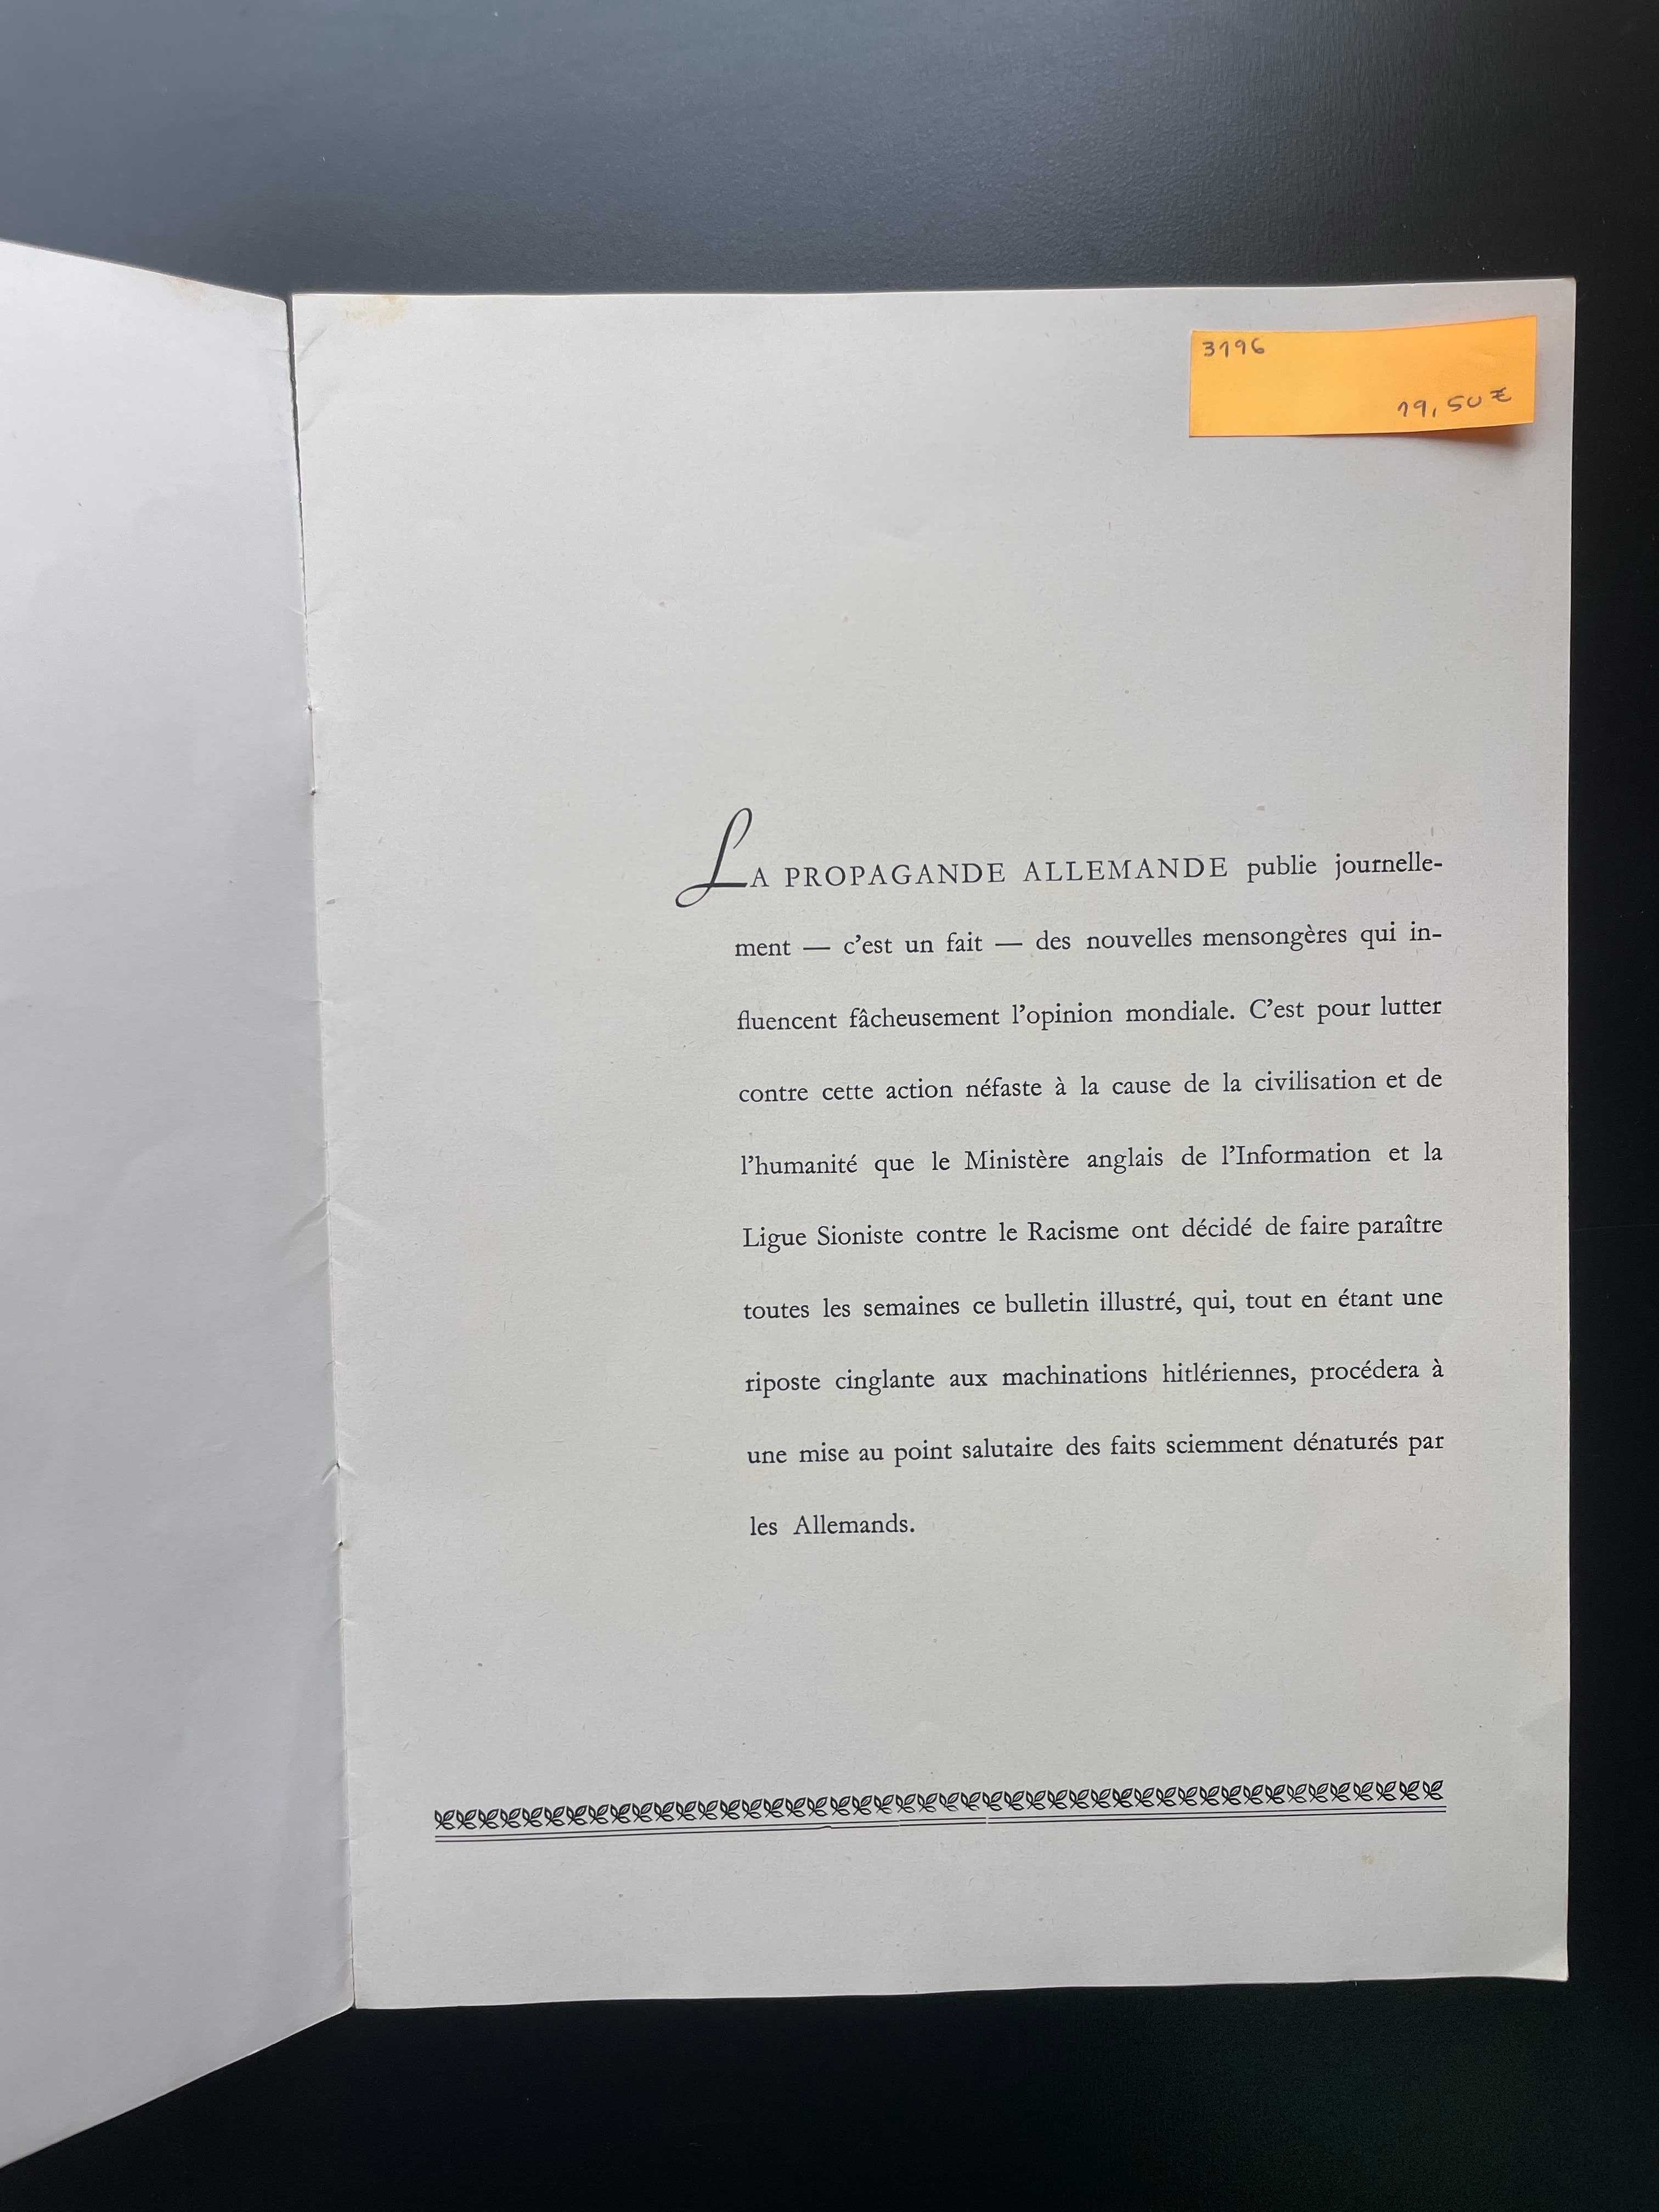 3196
19,50 €
LA PROPAGANDE ALLEMANDE publie journelle-
ment — c'est un fait — des nouvelles mensongères qui in-
fluencent fâcheusement l'opinion mondiale. C'est pour lutter
contre cette action néfaste à la cause de la civilisation et de
l'humanité que le Ministère anglais de l'Information et la
Ligue Sioniste contre le Racisme ont décidé de faire paraître
toutes les semaines ce bulletin illustré, qui, tout en étant une
riposte cinglante aux machinations hitlériennes, procédera à
une mise au point salutaire des faits sciemment dénaturés par
les Allemands.